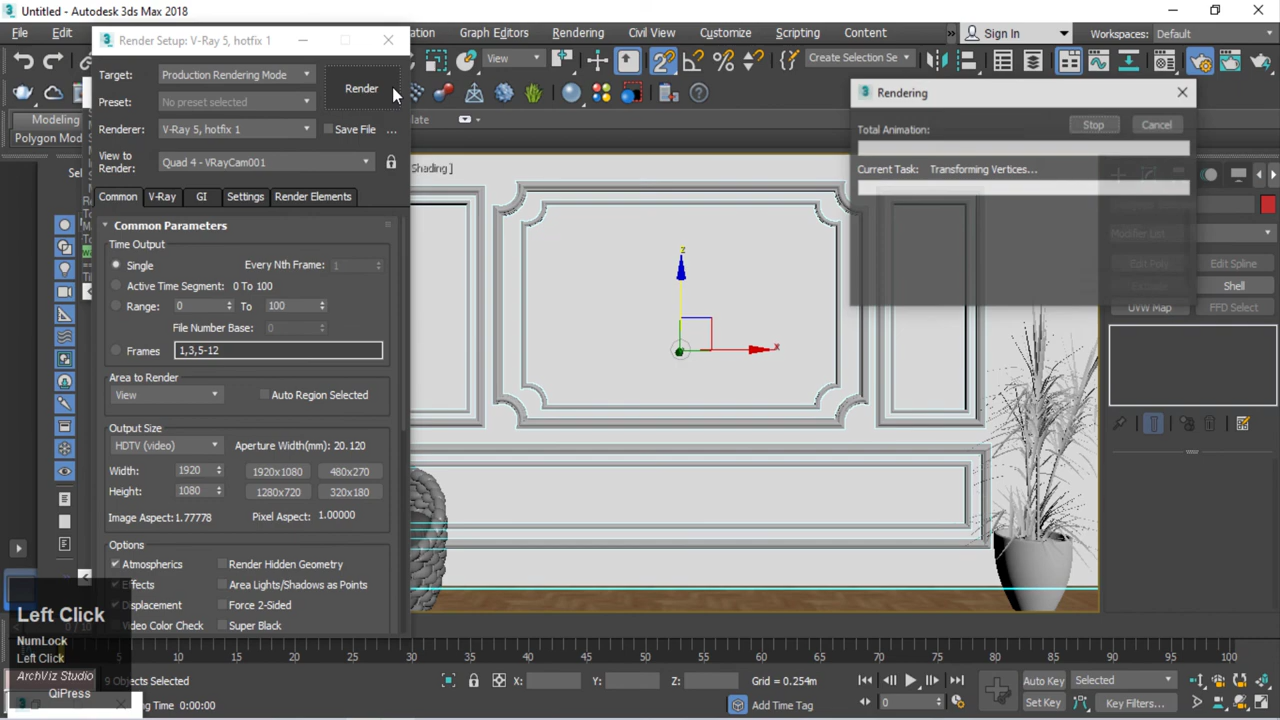 Untitled - Autodesk 3ds Max 2018
File Edit Graph Editors Rendering Civil View Customize Scripting Content » Sign In Workspaces: Default
View Create Selection Se
Render Setup: V-Ray 5, hotfix 1
Target: Production Rendering Mode
Preset: No preset selected
Render
Renderer: V-Ray 5, hotfix 1 Save File ...
View to Render: Quad 4 - VRayCam001
Common V-Ray GI Settings Render Elements
Common Parameters
Time Output
Single Every Nth Frame: 1
Active Time Segment: 0 To 100
Range: 0 To 100
File Number Base: 0
Frames 1,3,5-12
Area to Render
View Auto Region Selected
Output Size
HDTV (video) Aperture Width(mm): 20.120
Width: 1920 1920x1080 480x270
Height: 1080 1280x720 320x180
Image Aspect: 1.77778 Pixel Aspect: 1.00000
Options
Atmospherics Render Hidden Geometry
Effects Area Lights/Shadows as Points
Displacement Force 2-Sided
Video Color Check Super Black
Modeling
Polygon Mod
Shading ]
z
x
Rendering
Total Animation: Stop Cancel
Current Task: Transforming Vertices...
Modifier List
Edit Poly Edit Spline
Shell
UVW Map FFD Select
Left Click
NumLock
Left Click
ArchViz Studio
QiPress
5 10 15 20 25 30 35 40 45 50 55 60 65 70 75 80 85 90 95 100
9 Objects Selected X: Y: Z: Grid = 0.254m Auto Key Selected
ing Time 0:00:00 Add Time Tag 0 Set Key Key Filters...